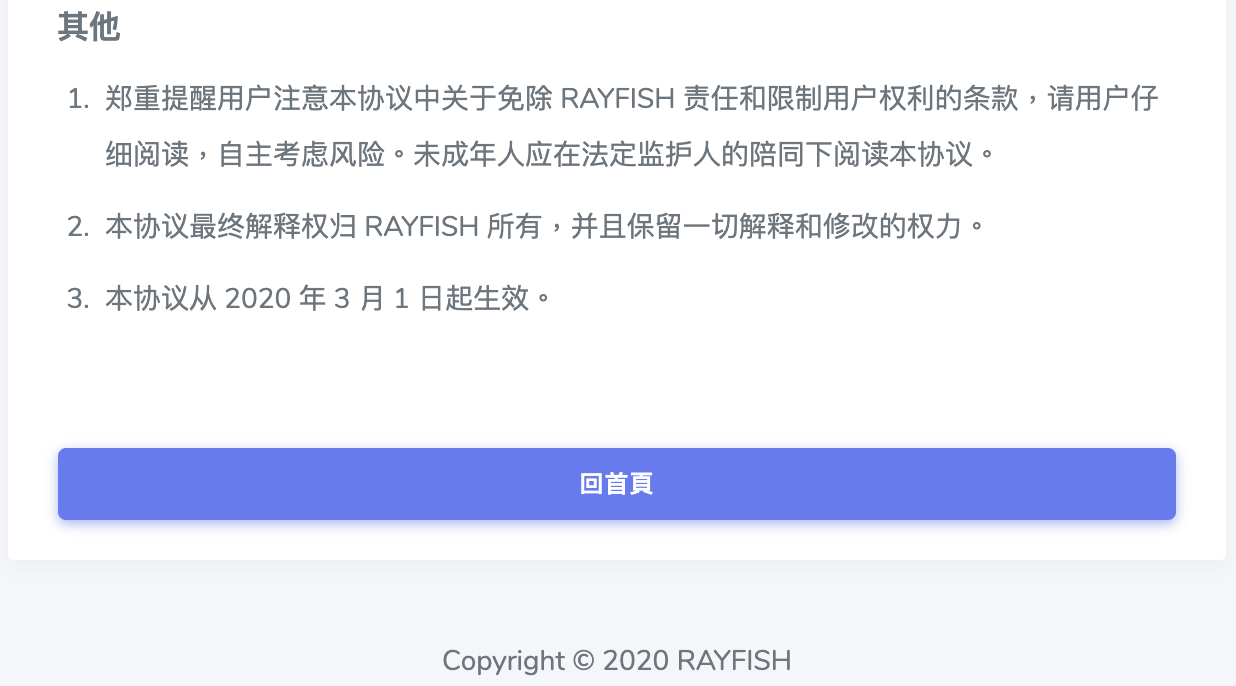 其他
1. 郑重提醒用户注意本协议中关于免除 RAYFISH 责任和限制用户权利的条款，请用户仔
细阅读，自主考虑风险。未成年人应在法定监护人的陪同下阅读本协议。
2. 本协议最终解释权归 RAYFISH 所有，并且保留一切解释和修改的权力。
3. 本协议从 2020 年 3 月 1 日起生效。
回首頁
Copyright © 2020 RAYFISH